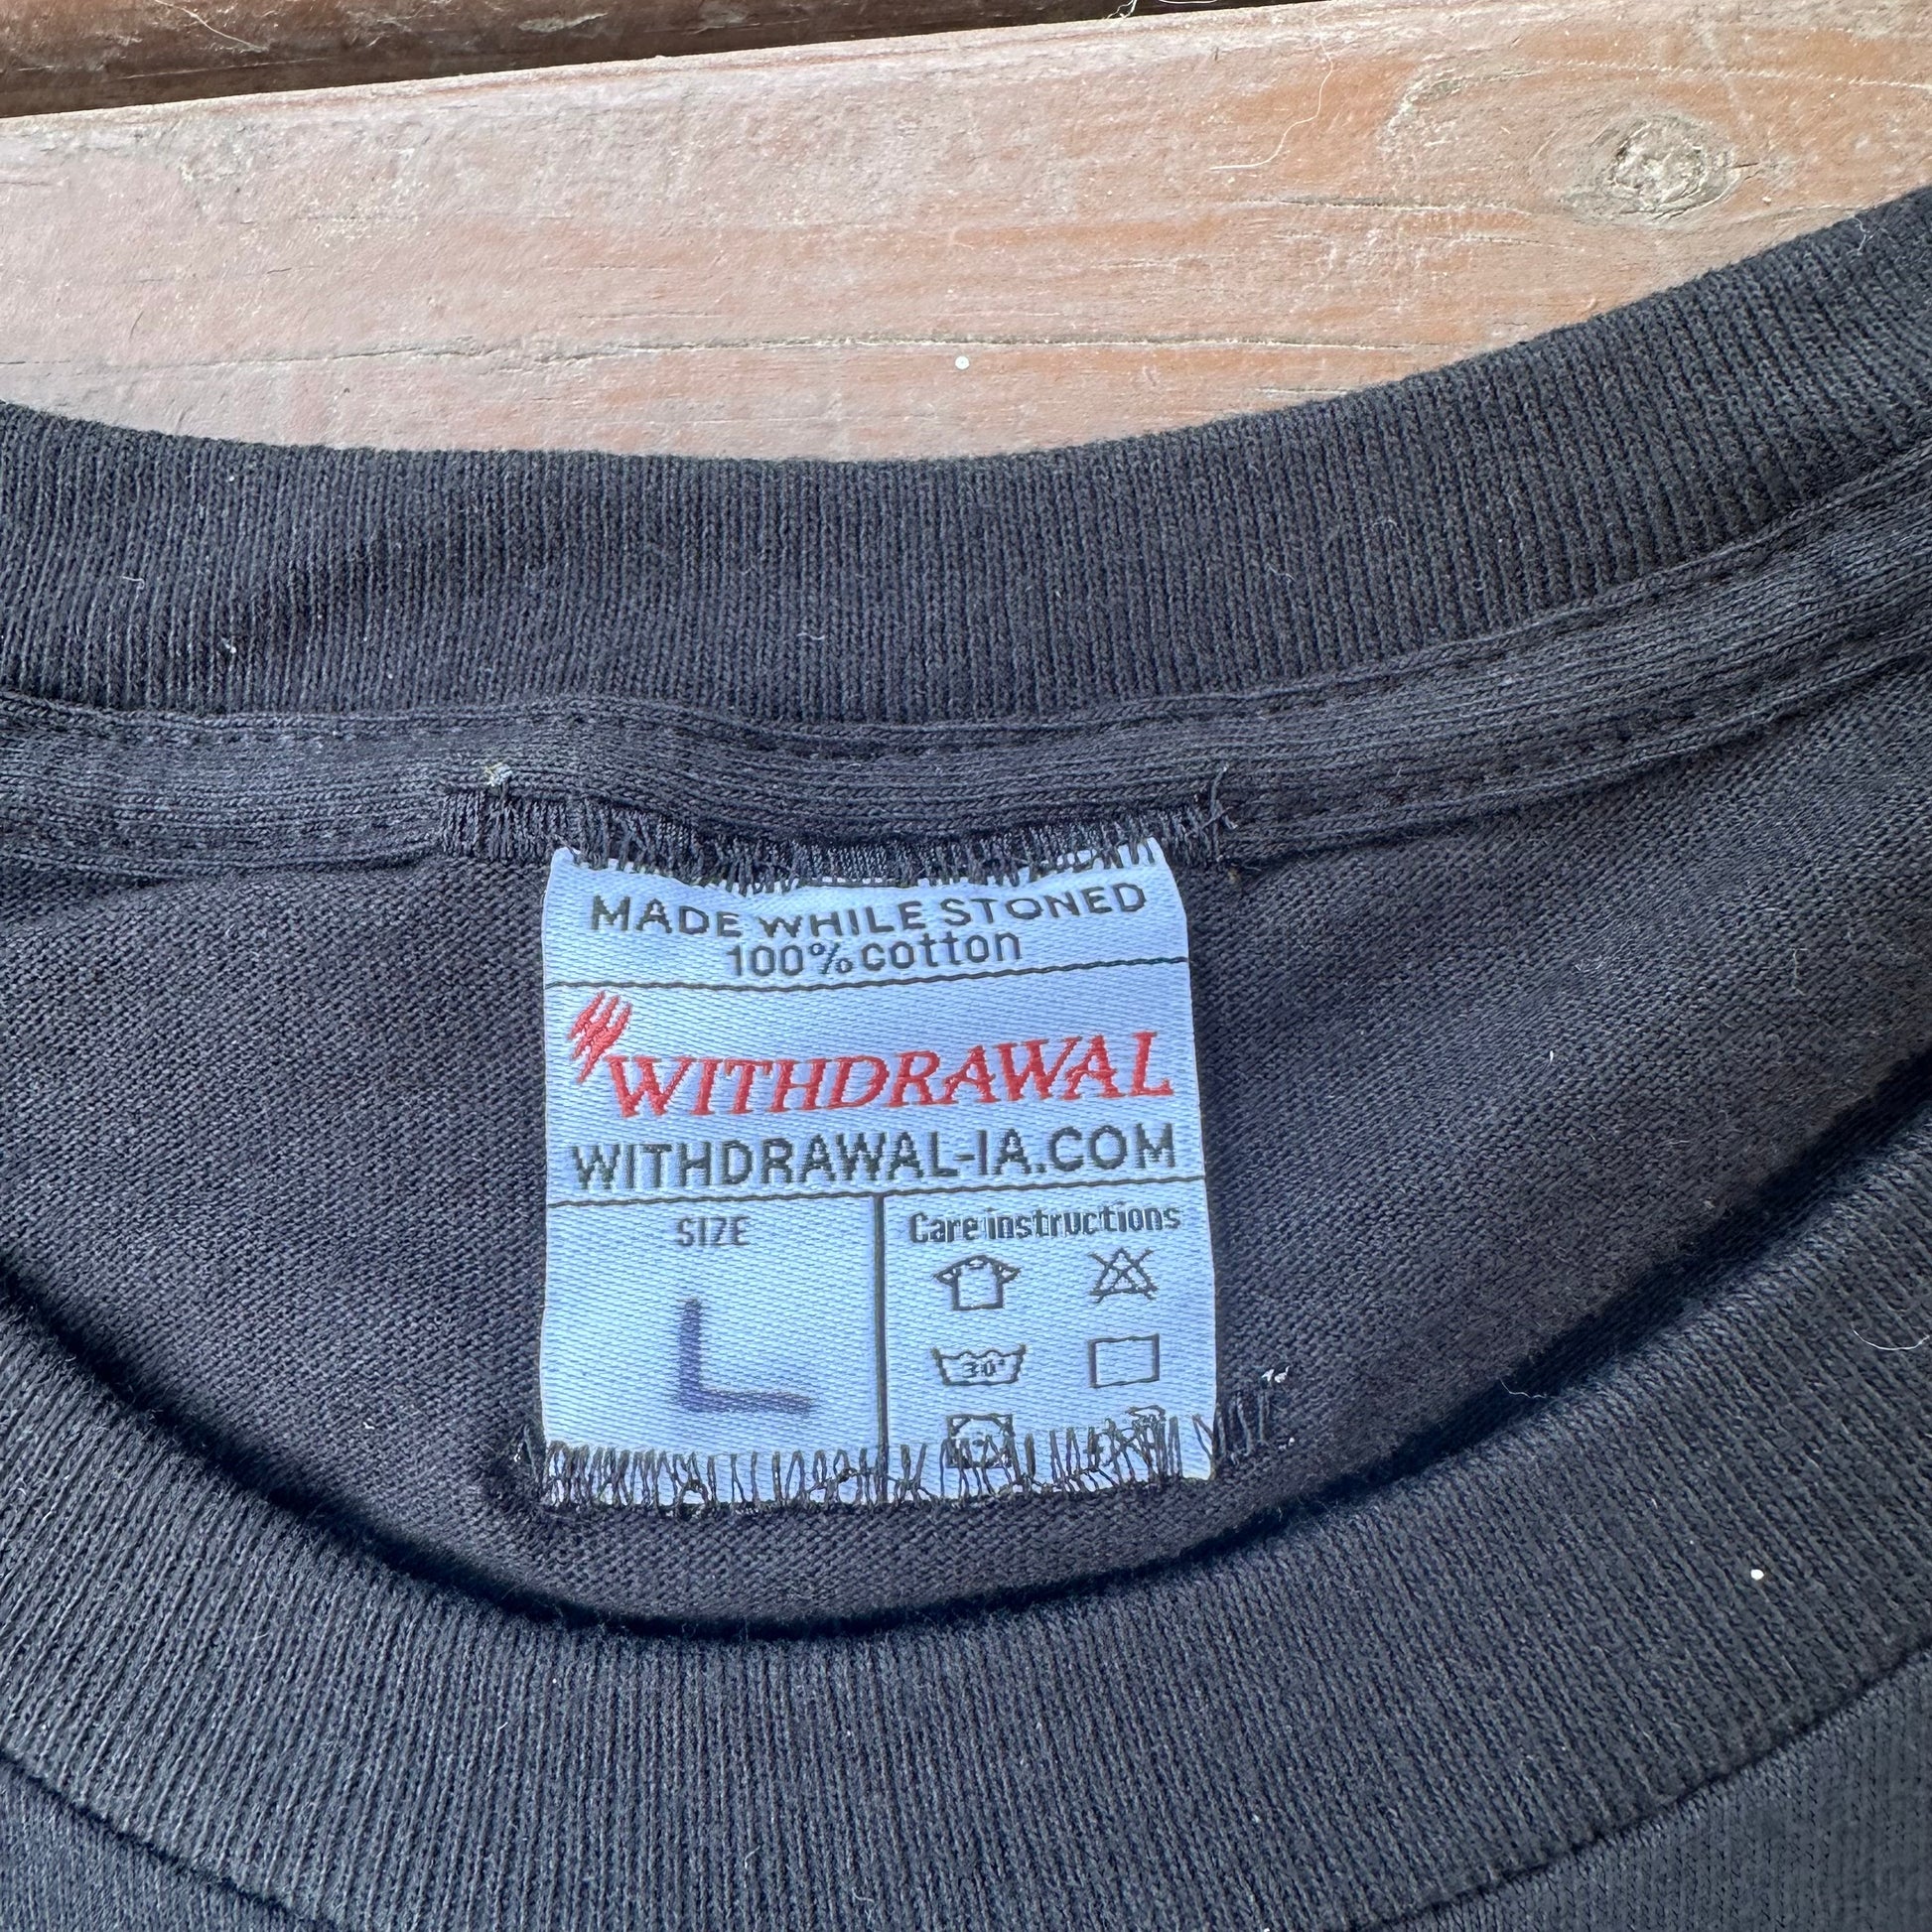 MADE WHILE STONED
100% cotton
WITHDRAWAL
WITHDRAWAL-IA.COM
SIZE
L
Care instructions
30°